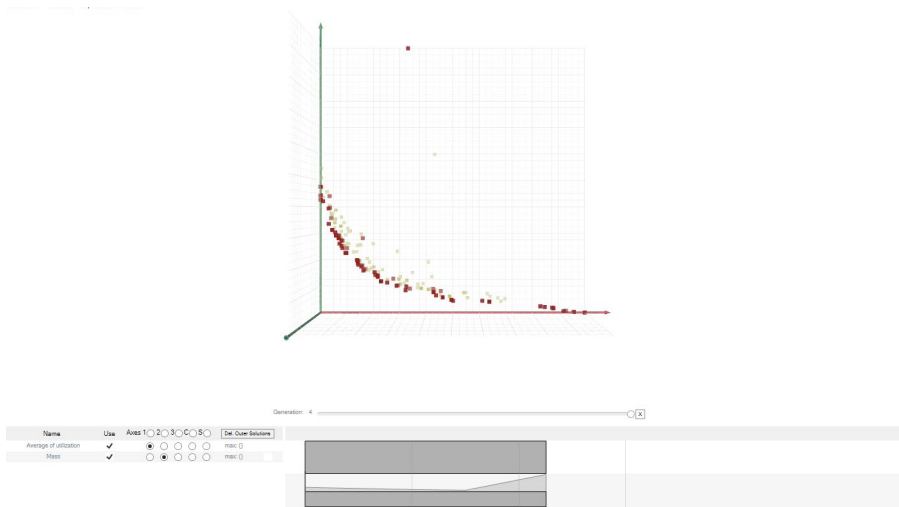 Generation: 4
X
Name Use Axes 1 2 3 C S Del. Outer Solutions
Average of utilization max: ()
Mass max: ()